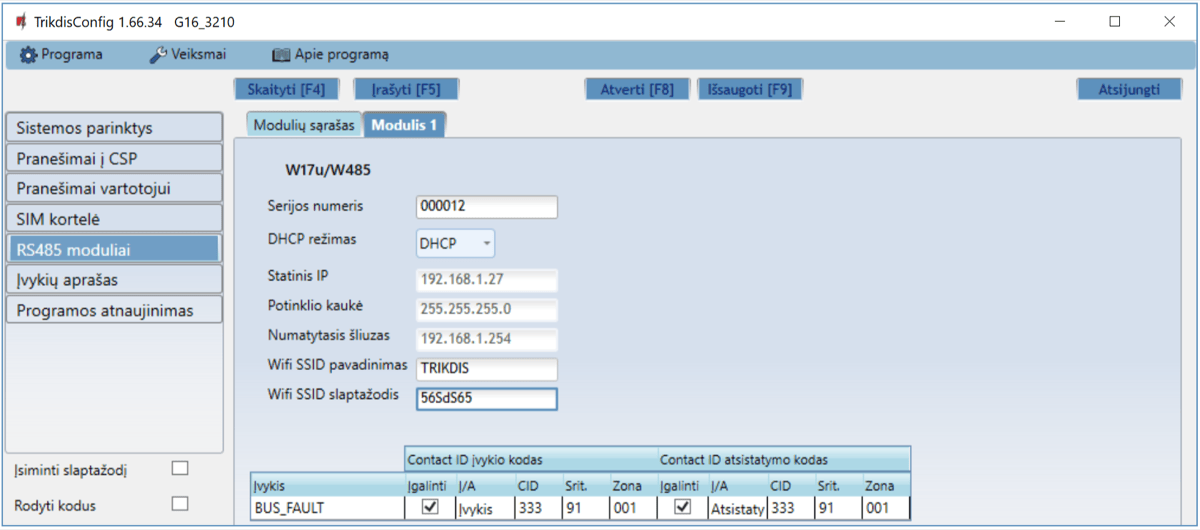 TrikdisConfig 1.66.34 G16_3210
Programa Veiksmai Apie programą
Skaityti [F4] Įrašyti [F5] Atverti [F8] Išsaugoti [F9] Atsijungti
Sistemos parinktys
Pranešimai į CSP
Pranešimai vartotojui
SIM kortelė
RS485 moduliai
Įvykių aprašas
Programos atnaujinimas
Įsiminti slaptažodį
Rodyti kodus
Modulių sąrašas Modulis 1
W17u/W485
Serijos numeris 000012
DHCP režimas DHCP
Statinis IP 192.168.1.27
Potinklio kaukė 255.255.255.0
Numatytasis šliuzas 192.168.1.254
Wifi SSID pavadinimas TRIKDIS
Wifi SSID slaptažodis 56SdS65
Contact ID įvykio kodas Contact ID atsistatymo kodas
Įvykis Įgalinti Į/A CID Srit. Zona Įgalinti Į/A CID Srit. Zona
BUS_FAULT Įvykis 333 91 001 Atsistaty 333 91 001